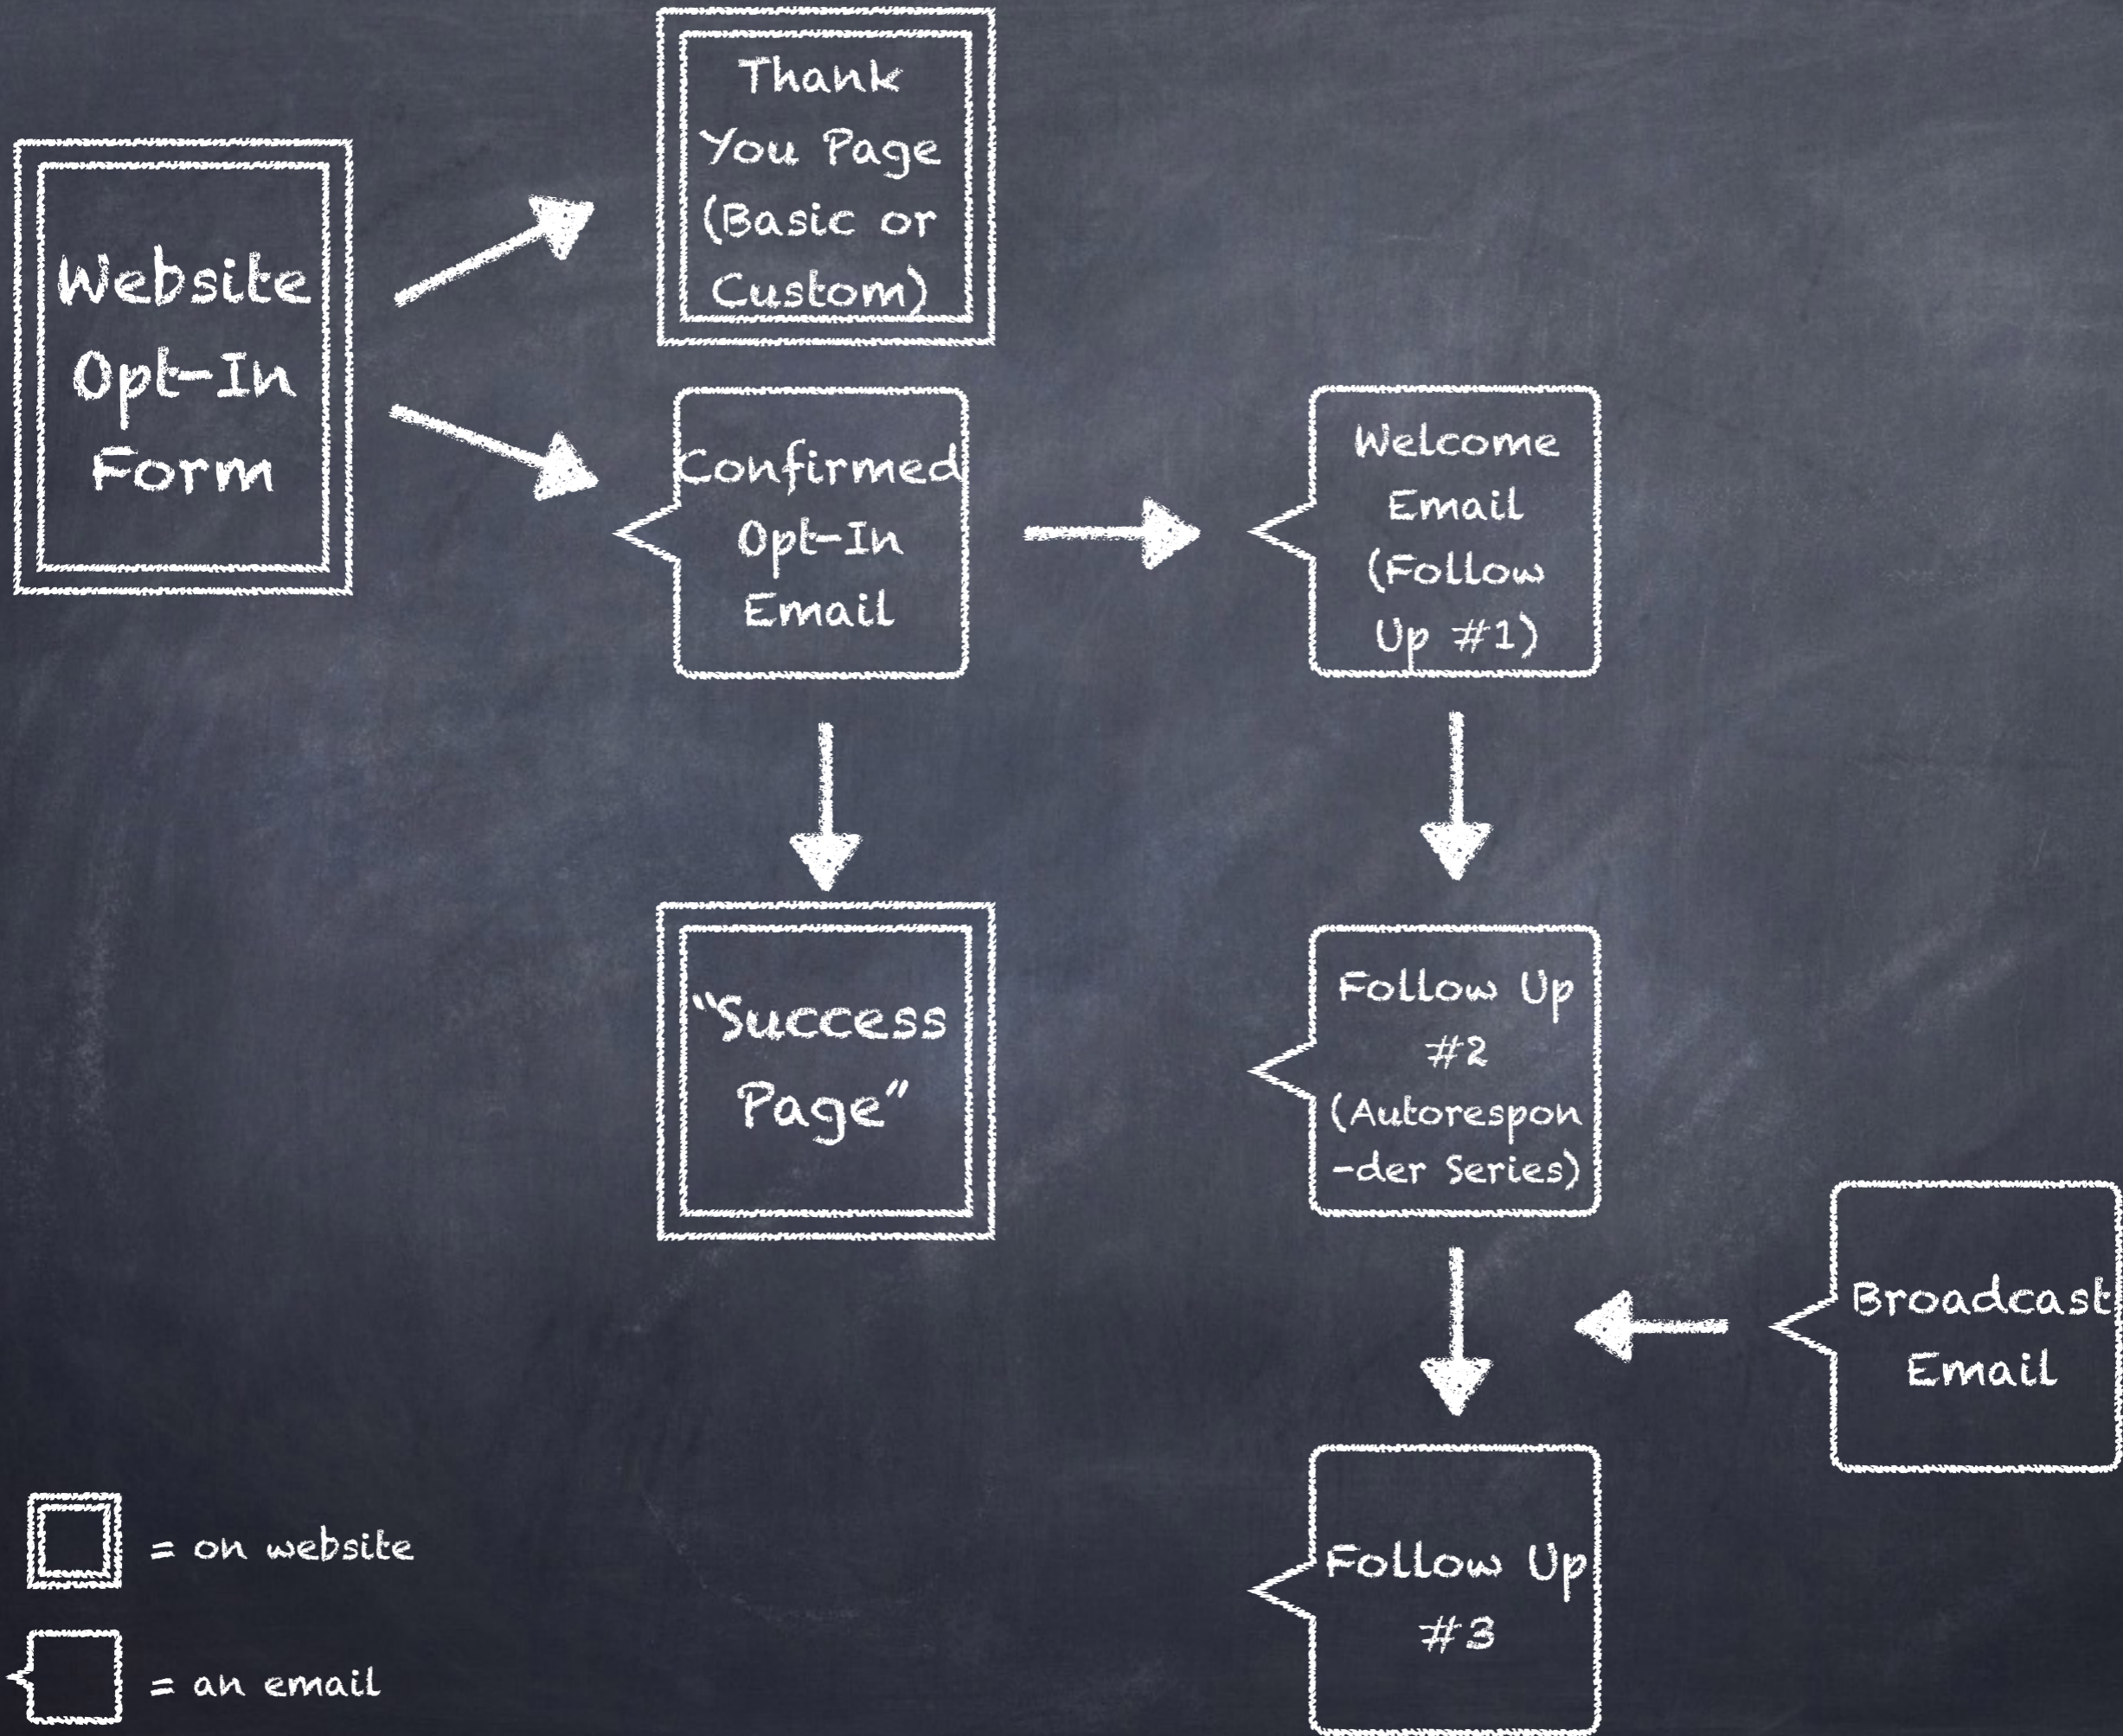 Thank
You Page
(Basic or
Custom)
Website
Opt-In
Form
Confirmed
Opt-In
Email
Welcome
Email
(Follow
Up #1)
"Success
Page"
Follow Up
#2
(Autorespon
-der Series)
Broadcast
Email
Follow Up
#3
= on website
= an email